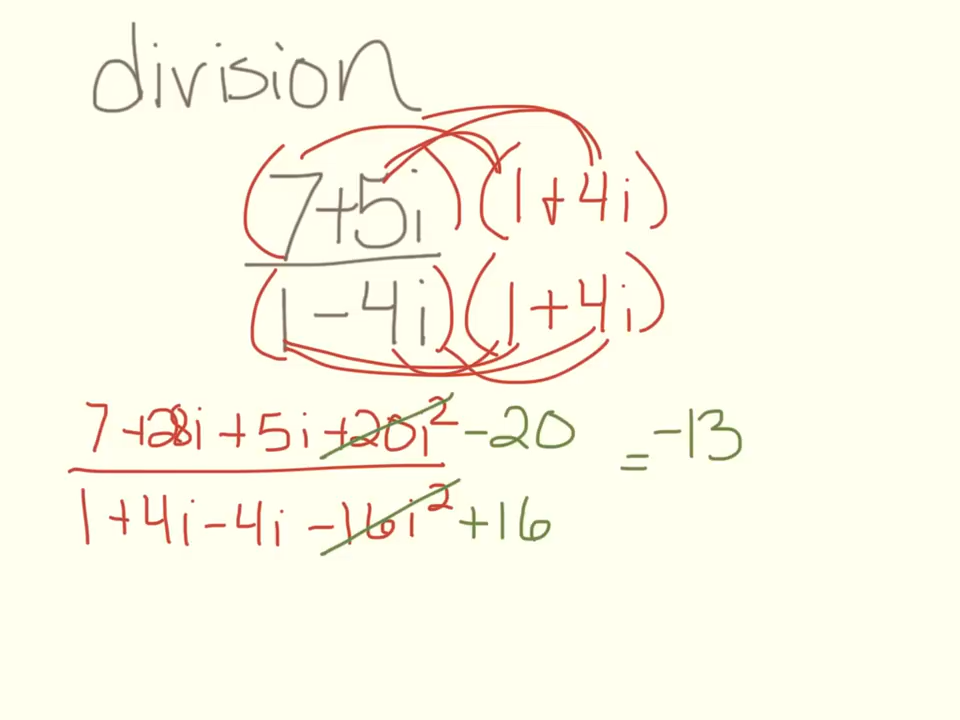 division
(7+5i)(1+4i)
(1-4i)(1+4i)
7+28i+5i+20i²-20 = -13
1+4i-4i-16i²+16